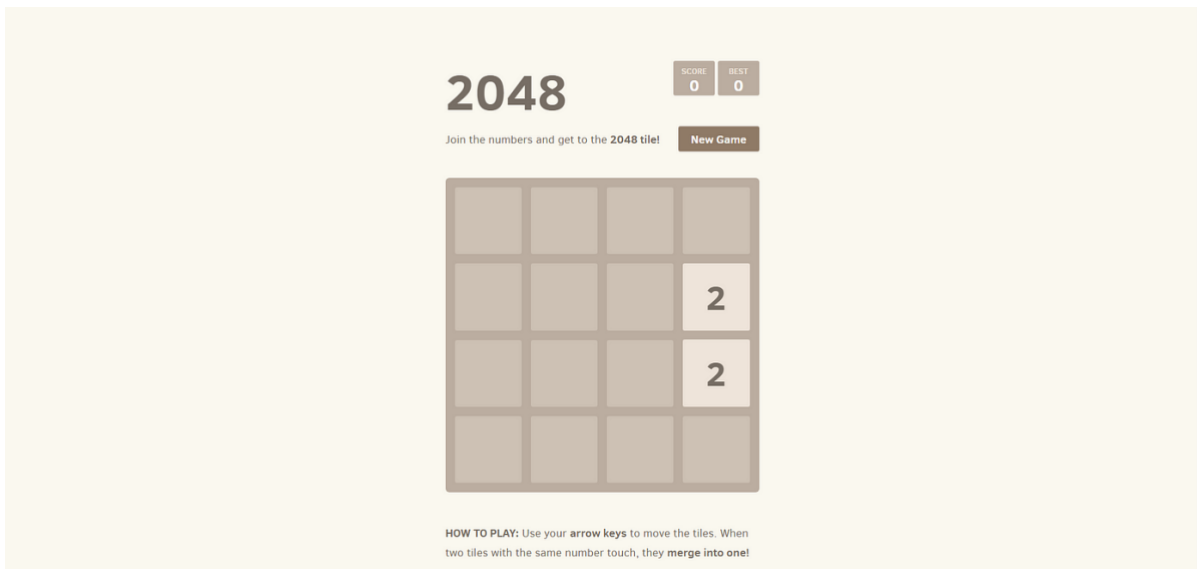 2048
SCORE
0
BEST
0
Join the numbers and get to the 2048 tile!
New Game
2
2
HOW TO PLAY: Use your arrow keys to move the tiles. When
two tiles with the same number touch, they merge into one!